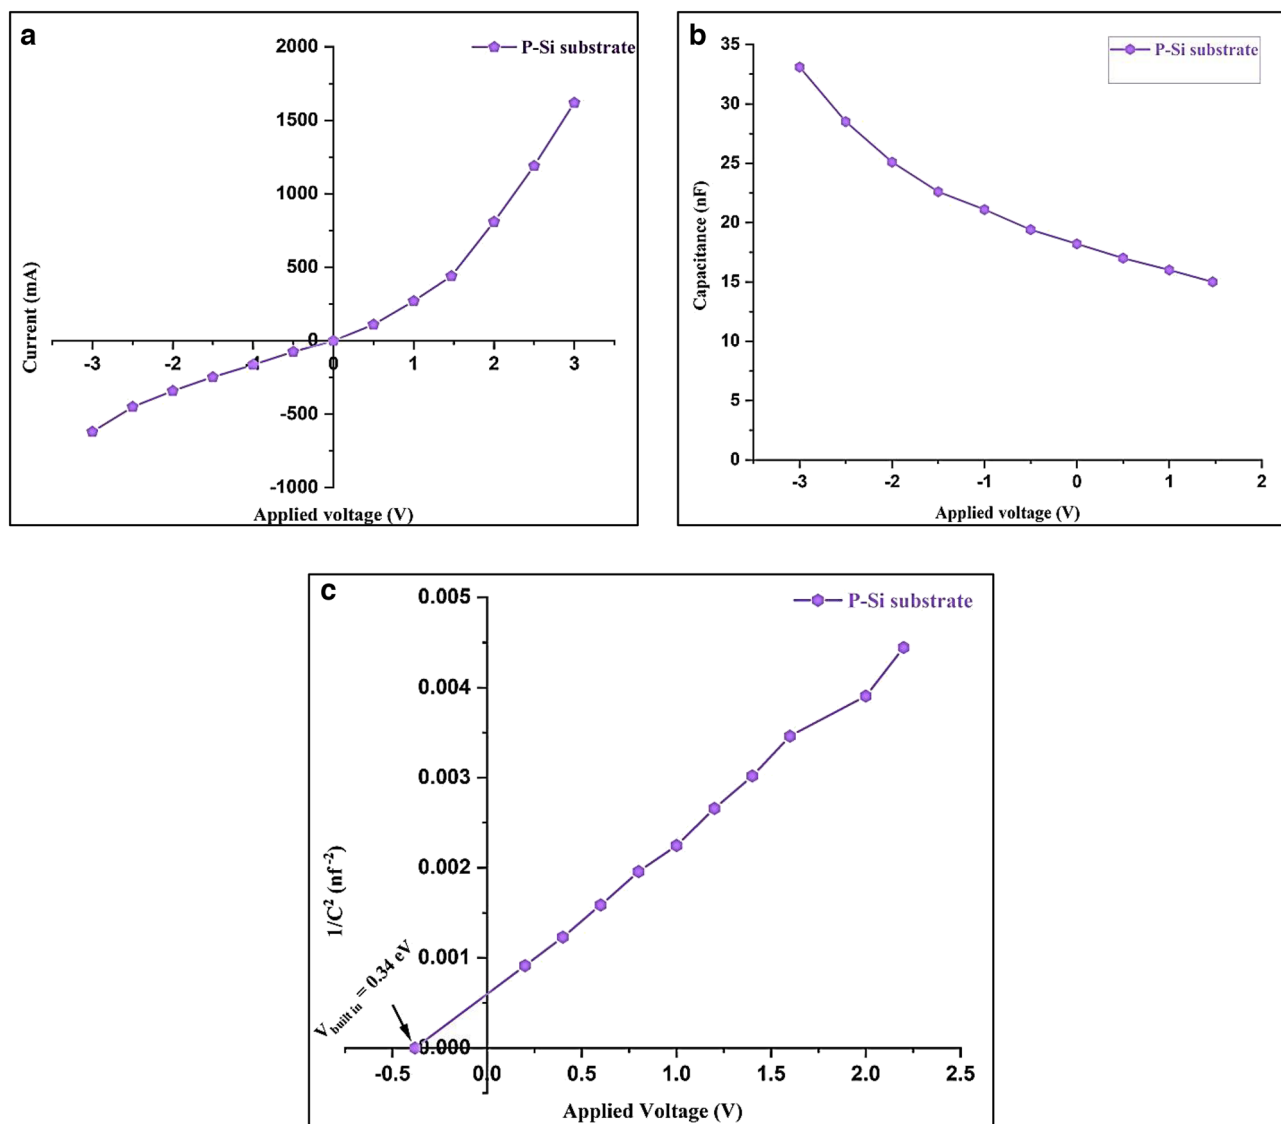 a
P-Si substrate
2000
1500
1000
500
0
-500
-1000
-3 -2 -1 0 1 2 3
Current (mA)
Applied voltage (V)
b
P-Si substrate
35
30
25
20
15
10
5
0
-3 -2 -1 0 1 2
Capacitance (nF)
Applied voltage (V)
c
P-Si substrate
0.005
0.004
0.003
0.002
0.001
0.000
-0.5 0.0 0.5 1.0 1.5 2.0 2.5
1/C² (nf⁻²)
V built in = 0.34 eV
Applied Voltage (V)